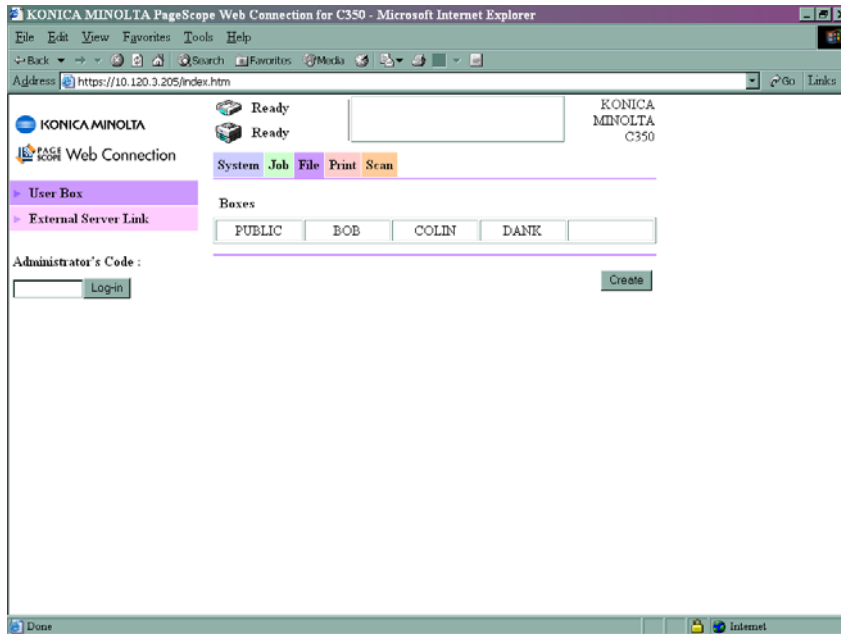 KONICA MINOLTA PageScope Web Connection for C350 - Microsoft Internet Explorer
File Edit View Favorites Tools Help
Back Search Favorites Media
Address https://10.120.3.205/index.htm Go Links
KONICA MINOLTA
PAGE SCOPE Web Connection
Ready
Ready
KONICA
MINOLTA
C350
System Job File Print Scan
User Box
External Server Link
Administrator's Code :
Log-in
Boxes
PUBLIC BOB COLIN DANK
Create
Done Internet